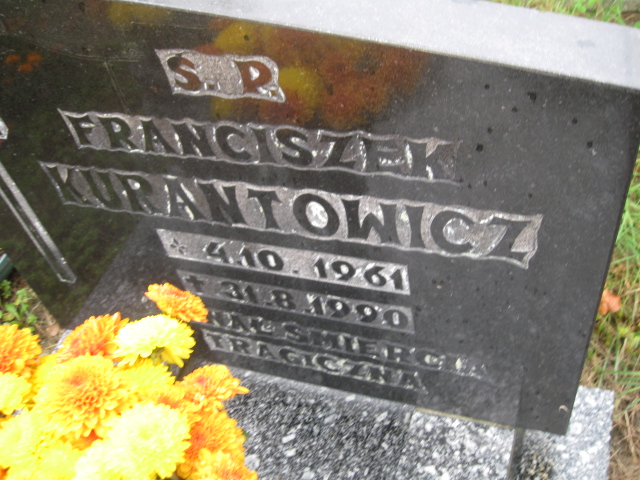 Ś. P.
FRANCISZEK
KURANTOWICZ
* 4.10.1961
+ 31.8.1990
ŚMIERCIĄ
TRAGICZNĄ